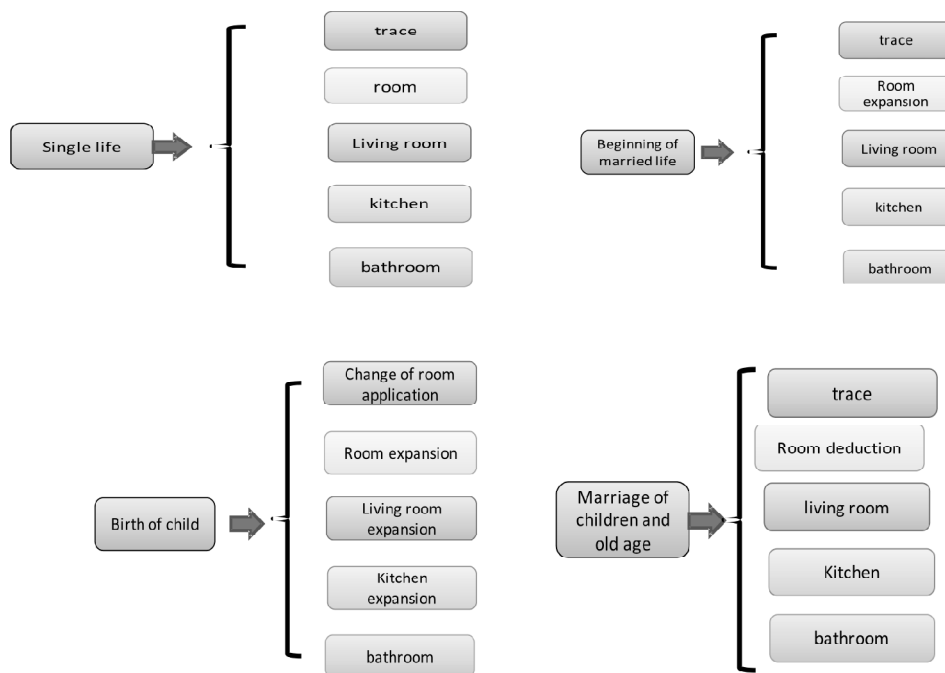 Single life
trace
room
Living room
kitchen
bathroom
Beginning of
married life
trace
Room
expansion
Living room
kitchen
bathroom
Birth of child
Change of room
application
Room expansion
Living room
expansion
Kitchen
expansion
bathroom
Marriage of
children and
old age
trace
Room deduction
living room
Kitchen
bathroom